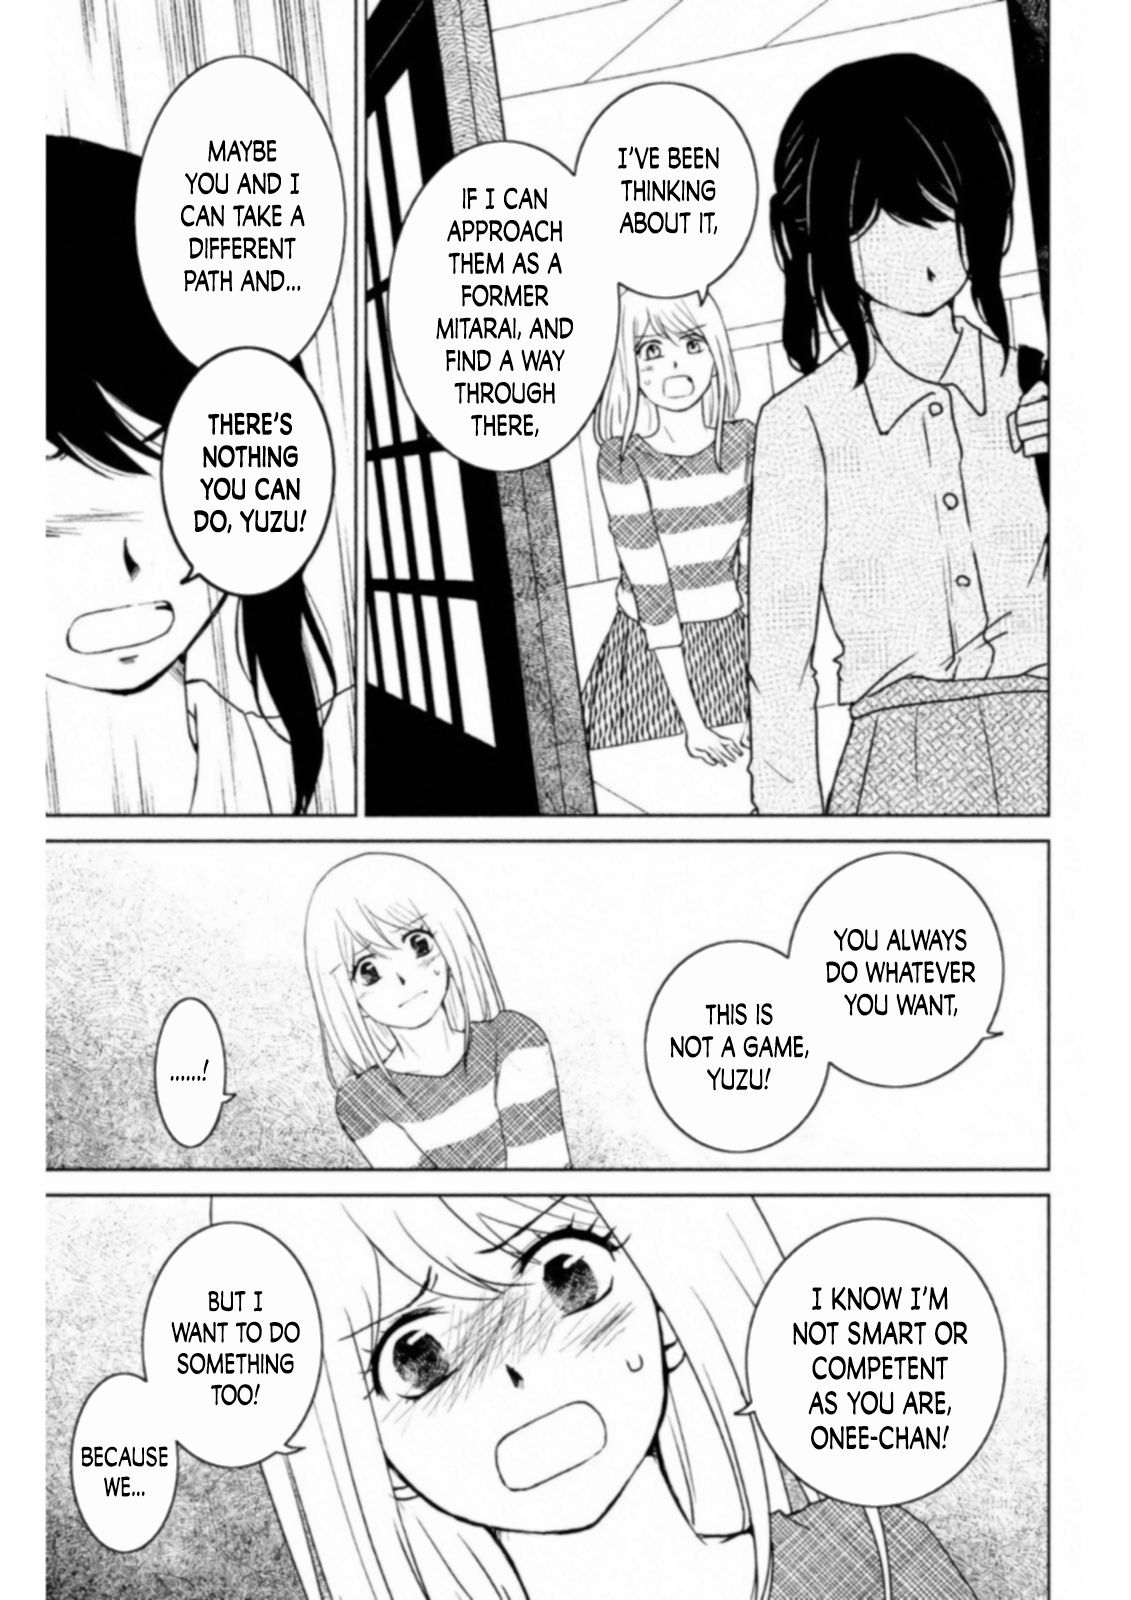 I'VE BEEN
THINKING
ABOUT IT,
IF I CAN
APPROACH
THEM AS A
FORMER
MITARAI, AND
FIND A WAY
THROUGH
THERE,
MAYBE
YOU AND I
CAN TAKE A
DIFFERENT
PATH AND...
THERE'S
NOTHING
YOU CAN
DO, YUZU!
YOU ALWAYS
DO WHATEVER
YOU WANT,
THIS IS
NOT A GAME,
YUZU!
......!
I KNOW I'M
NOT SMART OR
COMPETENT
AS YOU ARE,
ONEE-CHAN!
BUT I
WANT TO DO
SOMETHING
TOO!
BECAUSE
WE...